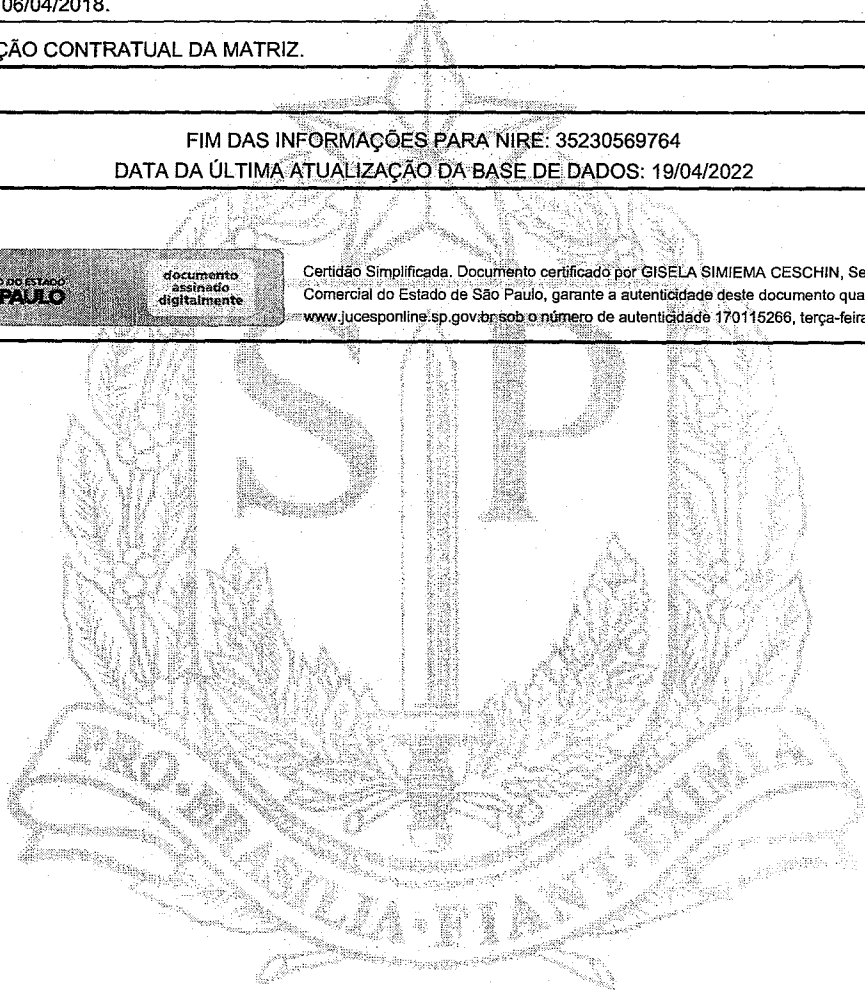 06/04/2018.
ÇÃO CONTRATUAL DA MATRIZ.
FIM DAS INFORMAÇÕES PARA NIRE: 35230569764
DATA DA ÚLTIMA ATUALIZAÇÃO DA BASE DE DADOS: 19/04/2022
DO ESTADO
PAULO
documento
assinado
digitalmente
Certidão Simplificada. Documento certificado por GISELA SIMIEMA CESCHIN, Se
Comercial do Estado de São Paulo, garante a autenticidade deste documento qua
www.jucesponline.sp.gov.br sob o número de autenticidade 170115266, terça-feira
S P
PRO·BRASILIA·FIANT·EXIMIA